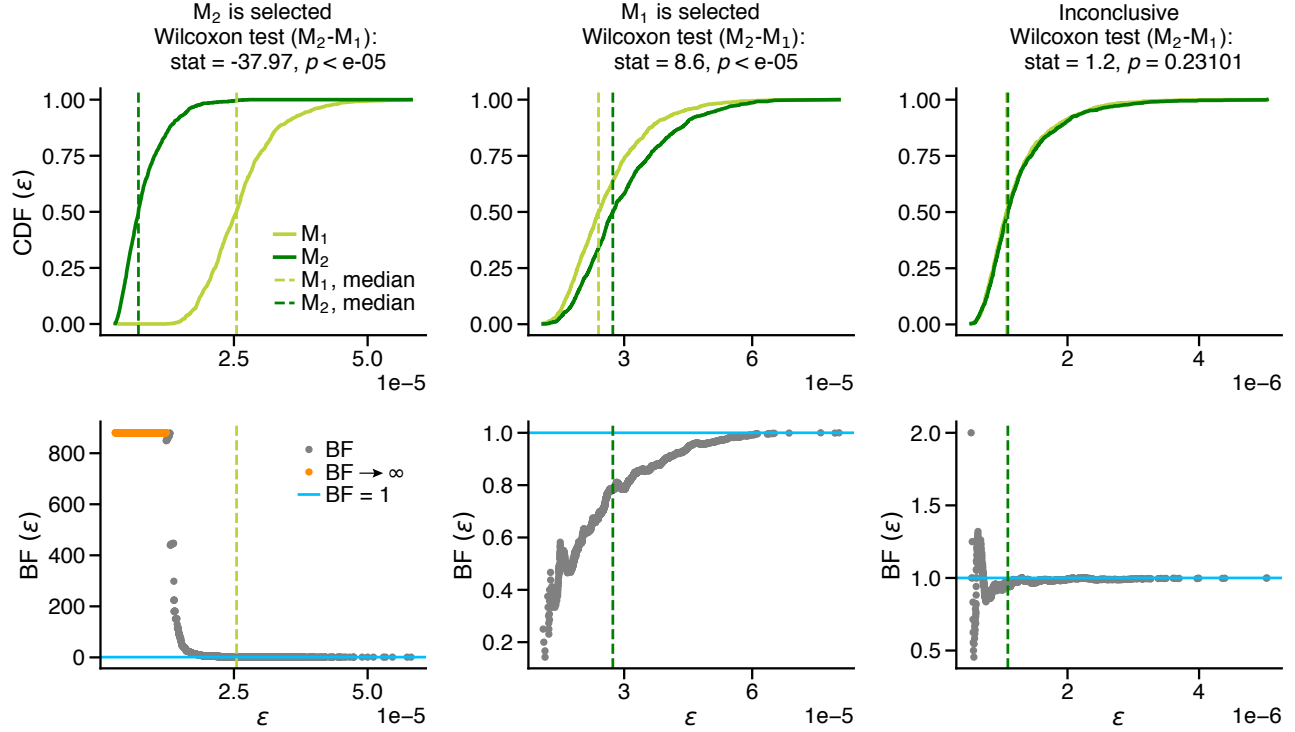 M₂ is selected
Wilcoxon test (M₂-M₁):
stat = -37.97, p < e-05
M₁ is selected
Wilcoxon test (M₂-M₁):
stat = 8.6, p < e-05
Inconclusive
Wilcoxon test (M₂-M₁):
stat = 1.2, p = 0.23101
CDF (ε)
1.00
0.75
0.50
0.25
0.00
M₁
M₂
M₁, median
M₂, median
2.5
5.0
1e−5
1.00
0.75
0.50
0.25
0.00
3
6
1e−5
1.00
0.75
0.50
0.25
0.00
2
4
1e−6
BF (ε)
800
600
400
200
0
BF
BF → ∞
BF = 1
2.5
5.0
ε
1e−5
BF (ε)
1.0
0.8
0.6
0.4
0.2
3
6
ε
1e−5
BF (ε)
2.0
1.5
1.0
0.5
2
4
ε
1e−6